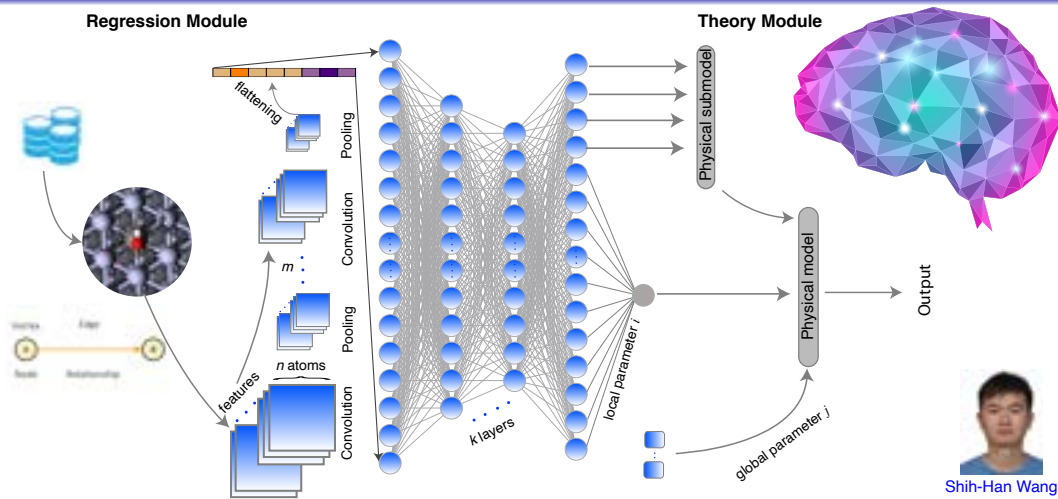 Regression Module
Theory Module
flattening
Pooling
Convolution
m
Pooling
Edge
Node
Relationship
features
n atoms
Convolution
k layers
local parameter i
global parameter j
Physical submodel
Physical model
Output
Shih-Han Wang